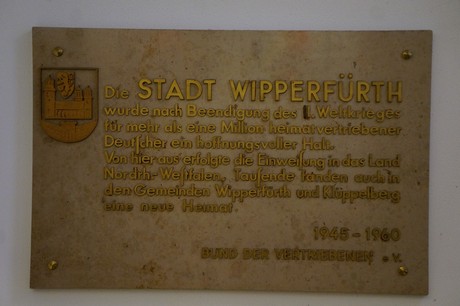 Die STADT WIPPERFÜRTH
wurde nach Beendigung des II. Weltkrieges
für mehr als eine Million heimatvertriebener
Deutscher ein hoffnungsvoller Halt.
Von hier aus erfolgte die Einweisung in das Land
Nordrh.-Westfalen, Tausende fanden auch in
den Gemeinden Wipperfürth und Klüppelberg
eine neue Heimat.
1945 - 1960
BUND DER VERTRIEBENEN e.V.